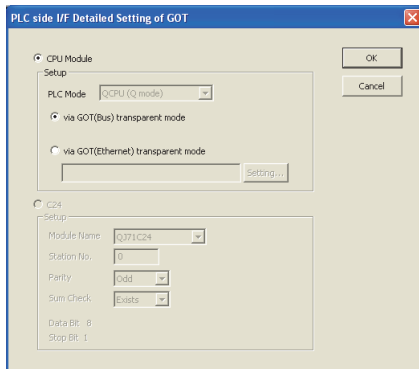 PLC side I/F Detailed Setting of GOT
CPU Module
OK
Setup
Cancel
PLC Mode QCPU (Q mode)
via GOT(Bus) transparent mode
via GOT(Ethernet) transparent mode
Setting...
C24
Setup
Module Name QJ71C24
Station No. 0
Parity Odd
Sum Check Exists
Data Bit 8
Stop Bit 1